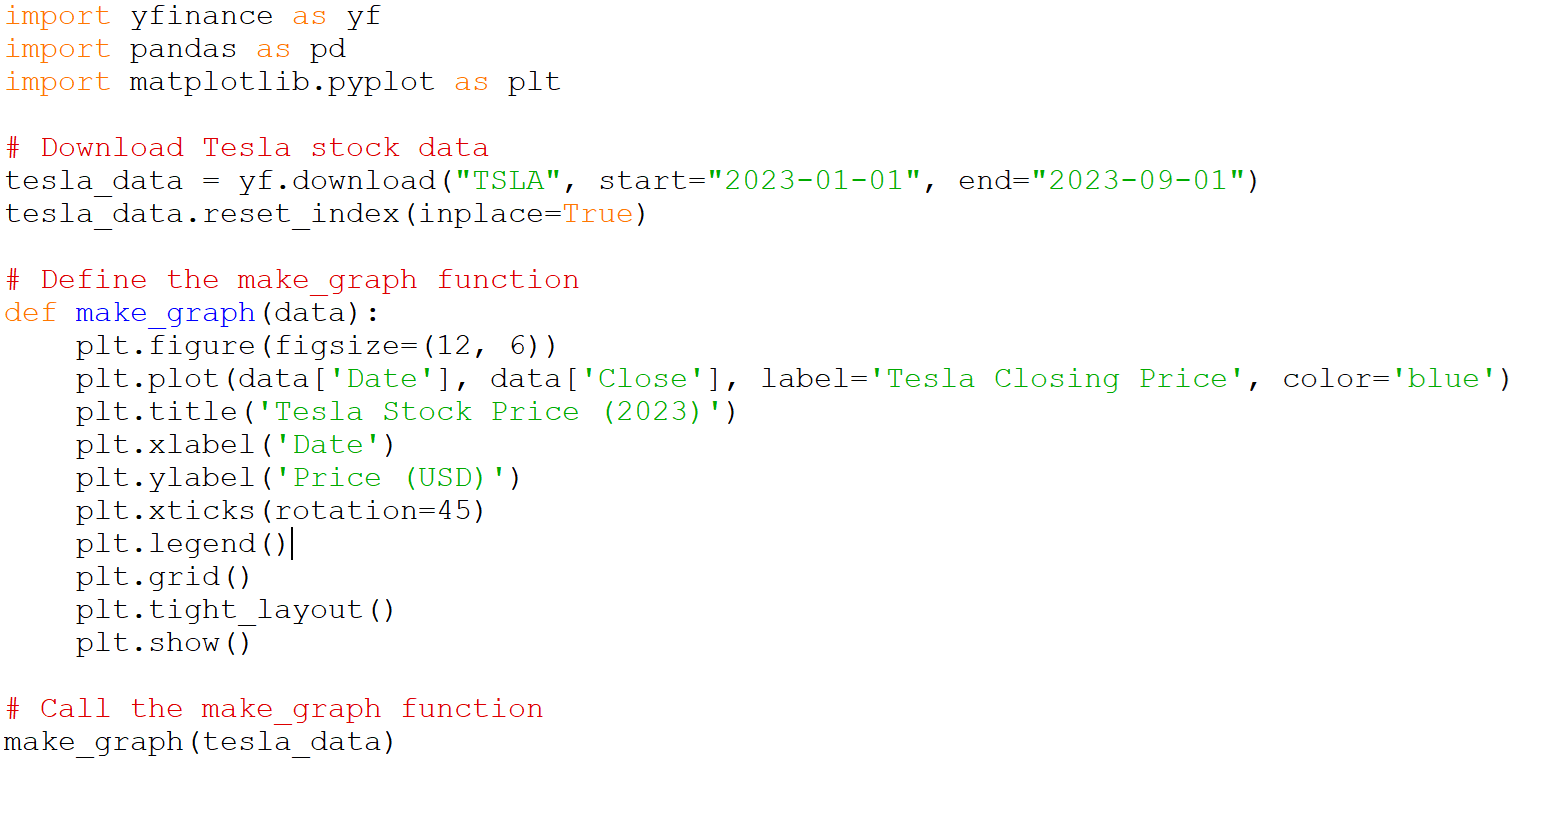 import yfinance as yf
import pandas as pd
import matplotlib.pyplot as plt

# Download Tesla stock data
tesla_data = yf.download("TSLA", start="2023-01-01", end="2023-09-01")
tesla_data.reset_index(inplace=True)

# Define the make_graph function
def make_graph(data):
    plt.figure(figsize=(12, 6))
    plt.plot(data['Date'], data['Close'], label='Tesla Closing Price', color='blue')
    plt.title('Tesla Stock Price (2023)')
    plt.xlabel('Date')
    plt.ylabel('Price (USD)')
    plt.xticks(rotation=45)
    plt.legend()
    plt.grid()
    plt.tight_layout()
    plt.show()

# Call the make_graph function
make_graph(tesla_data)